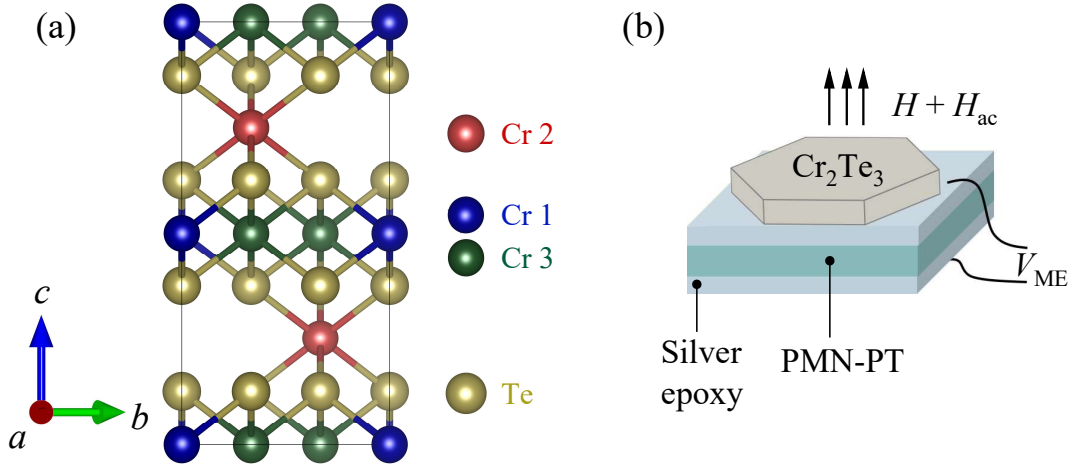 (a)
Cr 2
Cr 1
Cr 3
Te
c
b
a
(b)
H + Hac
Cr2Te3
VME
Silver
epoxy
PMN-PT